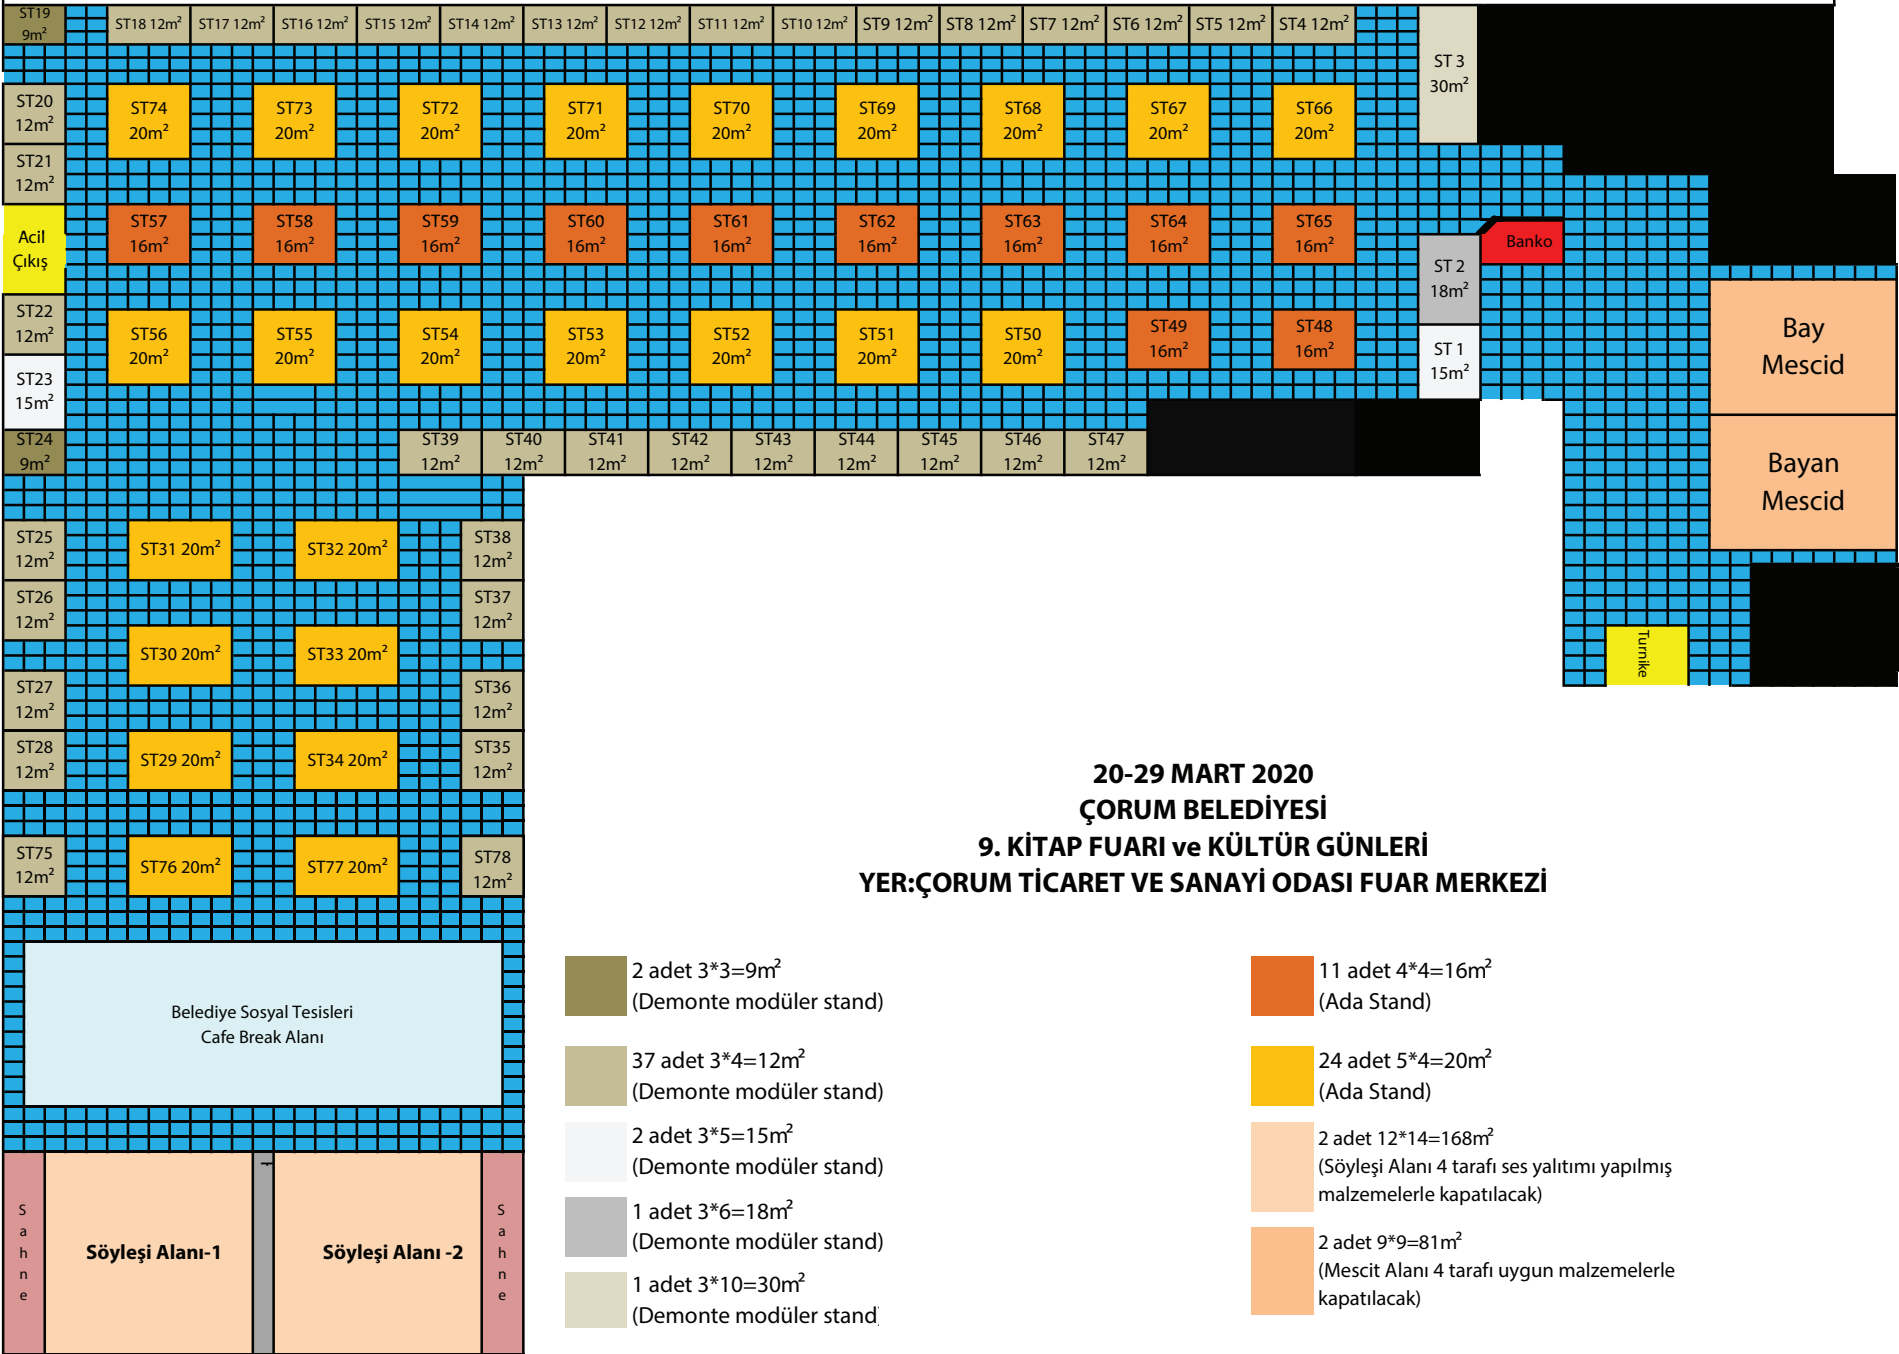 ST19
9m²
ST18 12m²
ST17 12m²
ST16 12m²
ST15 12m²
ST14 12m²
ST13 12m²
ST12 12m²
ST11 12m²
ST10 12m²
ST9 12m²
ST8 12m²
ST7 12m²
ST6 12m²
ST5 12m²
ST4 12m²
ST 3
30m²
ST20
12m²
ST74
20m²
ST73
20m²
ST72
20m²
ST71
20m²
ST70
20m²
ST69
20m²
ST68
20m²
ST67
20m²
ST66
20m²
ST21
12m²
Acil
Çıkış
ST57
16m²
ST58
16m²
ST59
16m²
ST60
16m²
ST61
16m²
ST62
16m²
ST63
16m²
ST64
16m²
ST65
16m²
Banko
ST 2
18m²
ST22
12m²
ST56
20m²
ST55
20m²
ST54
20m²
ST53
20m²
ST52
20m²
ST51
20m²
ST50
20m²
ST49
16m²
ST48
16m²
ST 1
15m²
Bay
Mescid
ST23
15m²
ST24
9m²
ST39
12m²
ST40
12m²
ST41
12m²
ST42
12m²
ST43
12m²
ST44
12m²
ST45
12m²
ST46
12m²
ST47
12m²
Bayan
Mescid
ST25
12m²
ST31 20m²
ST32 20m²
ST38
12m²
ST26
12m²
ST37
12m²
ST30 20m²
ST33 20m²
Turnike
ST27
12m²
ST36
12m²
ST28
12m²
ST29 20m²
ST34 20m²
ST35
12m²
ST75
12m²
ST76 20m²
ST77 20m²
ST78
12m²
20-29 MART 2020
ÇORUM BELEDİYESİ
9. KİTAP FUARI ve KÜLTÜR GÜNLERİ
YER:ÇORUM TİCARET VE SANAYİ ODASI FUAR MERKEZİ
Belediye Sosyal Tesisleri
Cafe Break Alanı
Sahne
Söyleşi Alanı-1
Söyleşi Alanı -2
Sahne
2 adet 3*3=9m²
(Demonte modüler stand)
37 adet 3*4=12m²
(Demonte modüler stand)
2 adet 3*5=15m²
(Demonte modüler stand)
1 adet 3*6=18m²
(Demonte modüler stand)
1 adet 3*10=30m²
(Demonte modüler stand)
11 adet 4*4=16m²
(Ada Stand)
24 adet 5*4=20m²
(Ada Stand)
2 adet 12*14=168m²
(Söyleşi Alanı 4 tarafı ses yalıtımı yapılmış
malzemelerle kapatılacak)
2 adet 9*9=81m²
(Mescit Alanı 4 tarafı uygun malzemelerle
kapatılacak)